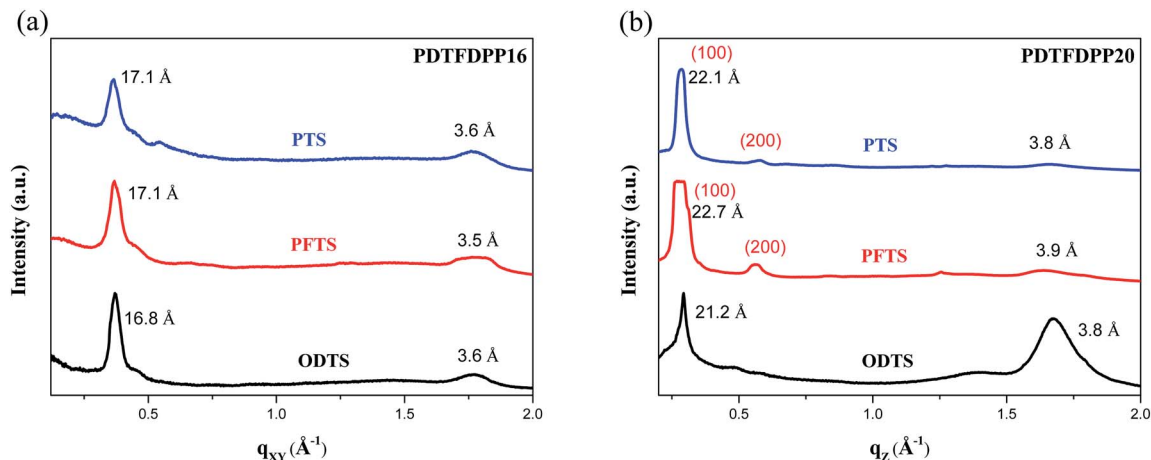 (a)
PDTFDPP16
17.1 Å
PTS
3.6 Å
17.1 Å
PFTS
3.5 Å
16.8 Å
ODTS
3.6 Å
Intensity (a.u.)
0.5 1.0 1.5 2.0
qXY (Å-1)
(b)
PDTFDPP20
(100)
22.1 Å
(200)
PTS
3.8 Å
(100)
22.7 Å
(200)
PFTS
3.9 Å
21.2 Å
ODTS
3.8 Å
Intensity (a.u.)
0.5 1.0 1.5 2.0
qZ (Å-1)